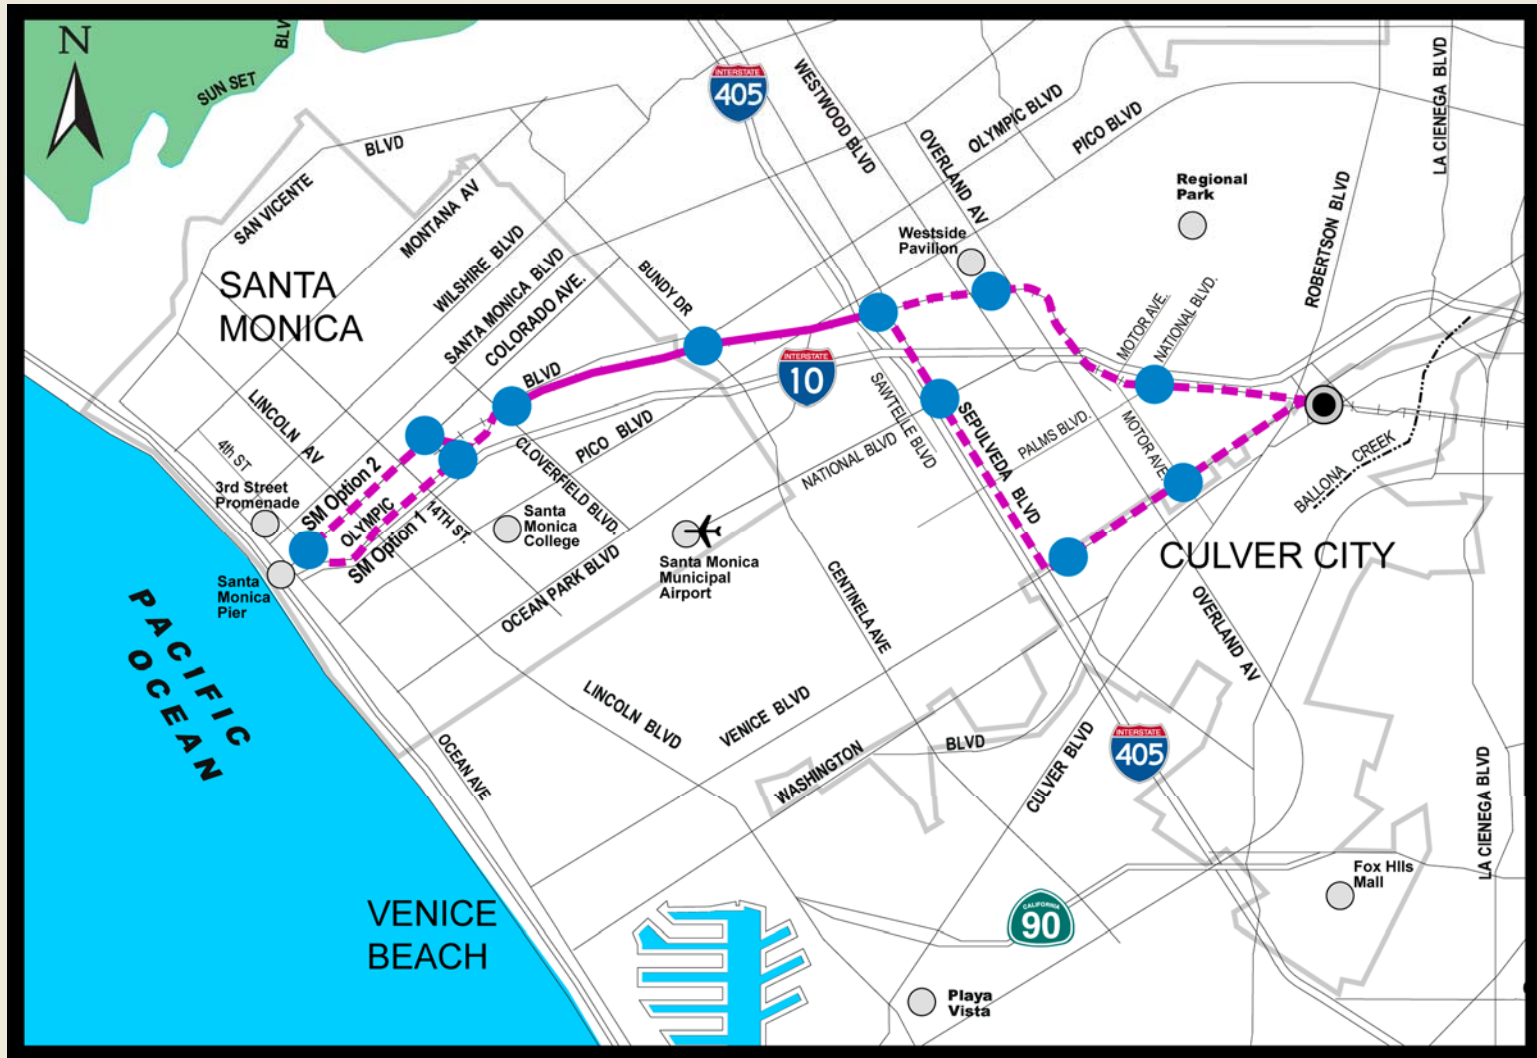 N
SUN SET
BLV
BLVD
SAN VICENTE
MONTANA AV
WILSHIRE BLVD
SANTA MONICA BLVD
COLORADO AVE.
SANTA
MONICA
INTERSTATE
405
WESTWOOD BLVD
OVERLAND AV
OLYMPIC BLVD
PICO BLVD
LA CIENEGA BLVD
Regional
Park
ROBERTSON BLVD
Westside
Pavilion
BUNDY DR
MOTOR AVE.
NATIONAL BLVD.
BLVD
INTERSTATE
10
LINCOLN AV
4th ST
3rd Street
Promenade
SM Option 2
OLYMPIC
SM Option 1
14TH ST.
CLOVERFIELD BLVD.
PICO BLVD
NATIONAL BLVD
SAWTELLE BLVD
SEPULVEDA BLVD
PALMS BLVD.
MOTOR AVE
BALLONA CREEK
Santa
Monica
College
Santa
Monica
Pier
OCEAN PARK BLVD
Santa Monica
Municipal
Airport
CENTINELA AVE
CULVER CITY
OVERLAND AV
PACIFIC
OCEAN
LINCOLN BLVD
VENICE BLVD
WASHINGTON
BLVD
CULVER BLVD
INTERSTATE
405
OCEAN AVE
LA CIENEGA BLVD
Fox HIls
Mall
VENICE
BEACH
CALIFORNIA
90
Playa
Vista